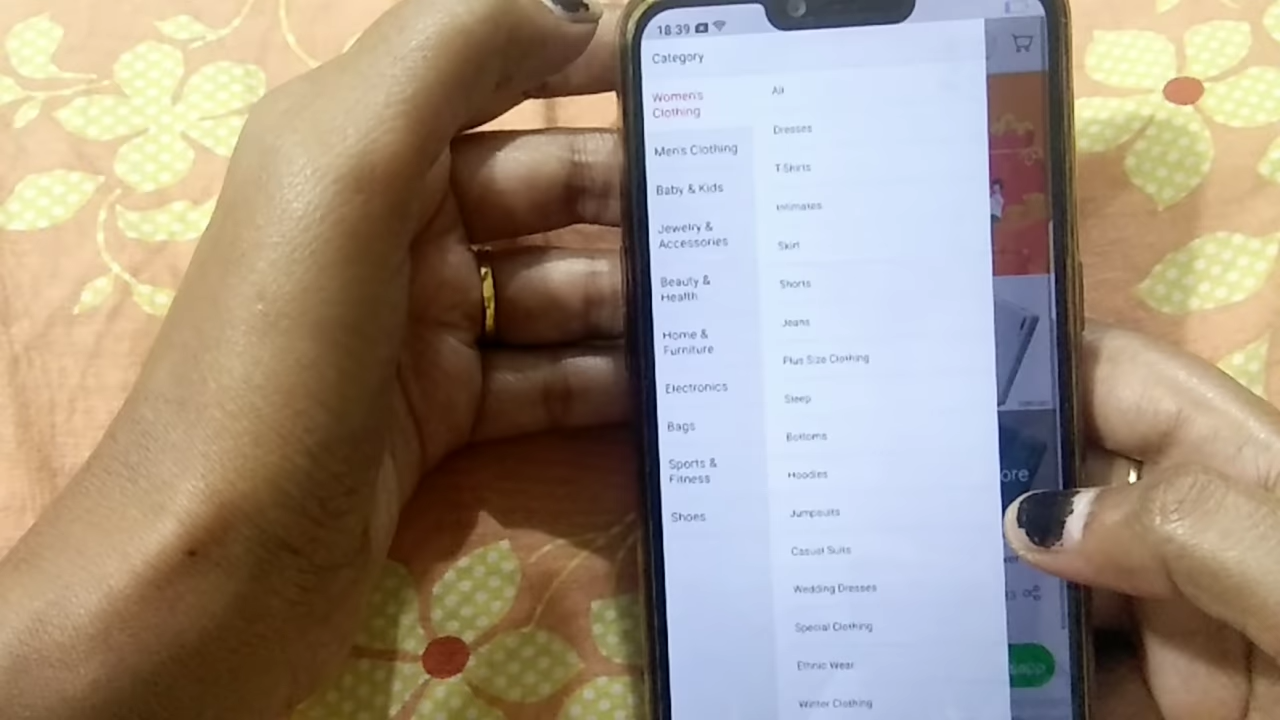 18:39
Category
Women's
Clothing
Men's Clothing
Baby & Kids
Jewelry &
Accessories
Beauty &
Health
Home &
Furniture
Electronics
Bags
Sports &
Fitness
Shoes
All
Dresses
T-Shirts
Intimates
Skirt
Shorts
Jeans
Plus Size Clothing
Sleep
Bottoms
Hoodies
Jumpsuits
Casual Suits
Wedding Dresses
Special Clothing
Ethnic Wear
Winter Clothing
ore